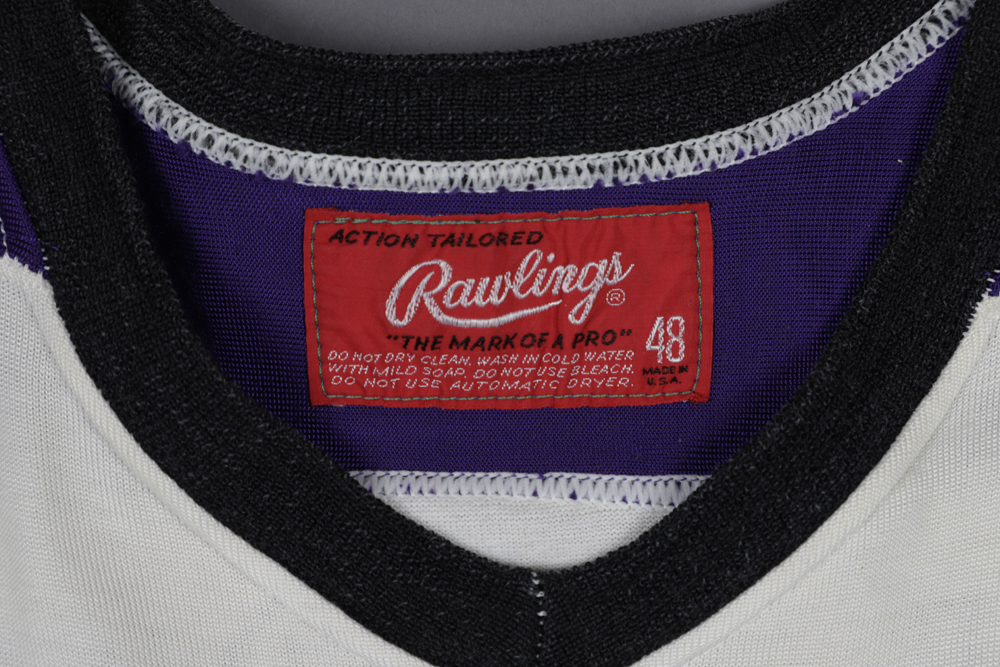 ACTION TAILORED
Rawlings®
"THE MARK OF A PRO"
48
DO NOT DRY CLEAN. WASH IN COLD WATER
WITH MILD SOAP. DO NOT USE BLEACH.
DO NOT USE AUTOMATIC DRYER.
MADE IN
U.S.A.